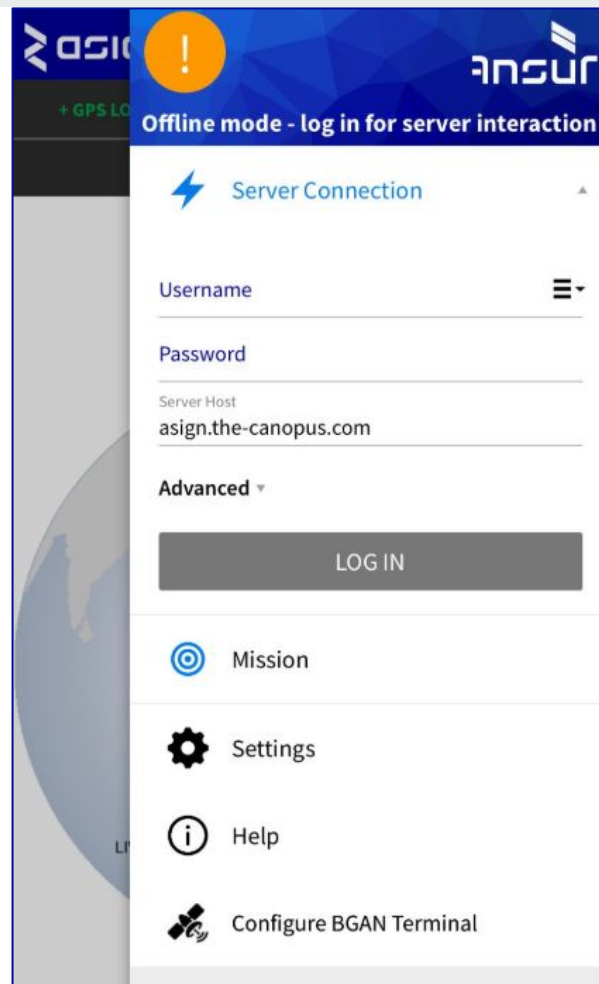 asig
!
ansur
+ GPS LO
Offline mode - log in for server interaction
Server Connection
Username
Password
Server Host
asign.the-canopus.com
Advanced
LOG IN
Mission
Settings
Help
LI
Configure BGAN Terminal